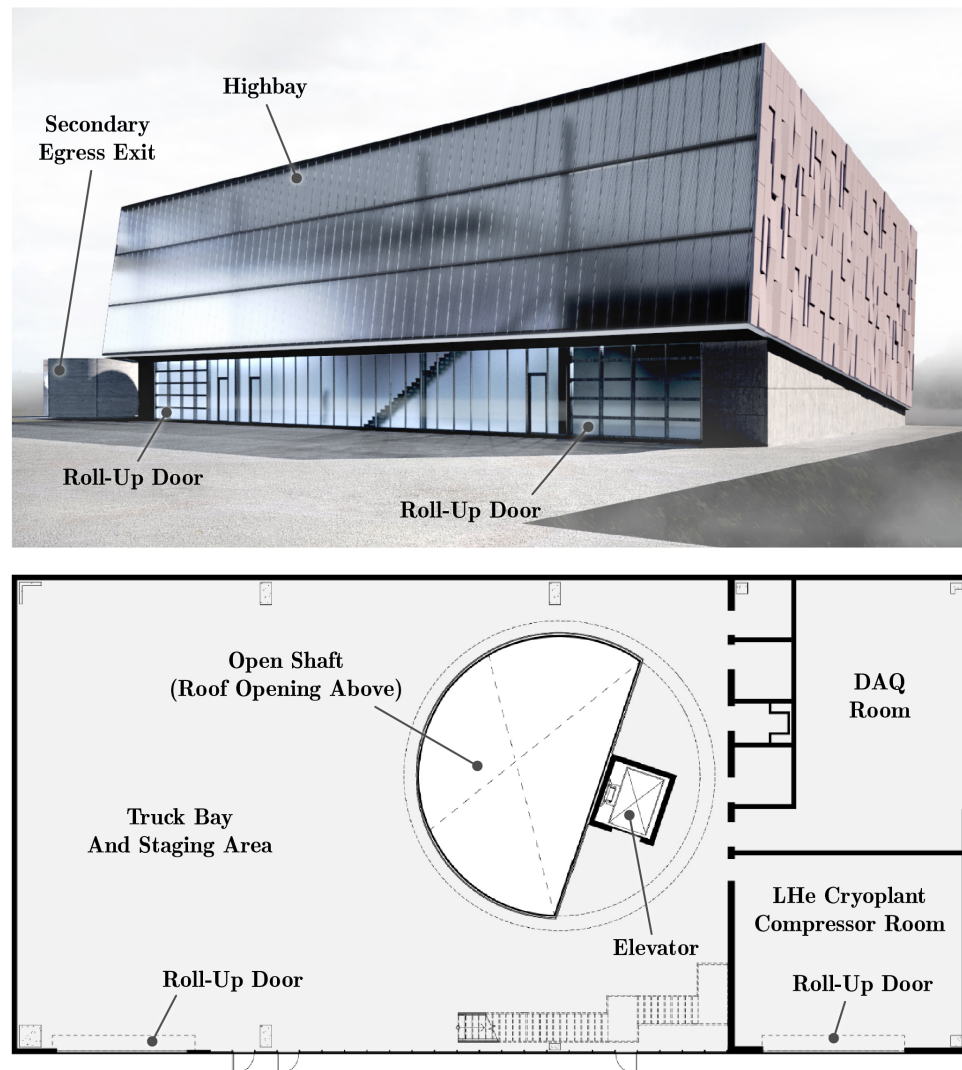 Highbay
Secondary
Egress Exit
Roll-Up Door
Roll-Up Door
Open Shaft
(Roof Opening Above)
DAQ
Room
Truck Bay
And Staging Area
LHe Cryoplant
Compressor Room
Elevator
Roll-Up Door
Roll-Up Door